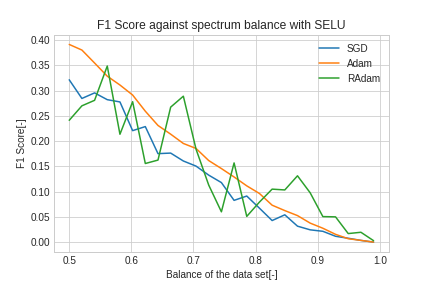 F1 Score against spectrum balance with SELU
SGD
Adam
RAdam
0.40
0.35
0.30
0.25
0.20
0.15
0.10
0.05
0.00
F1 Score[-]
0.5
0.6
0.7
0.8
0.9
1.0
Balance of the data set[-]